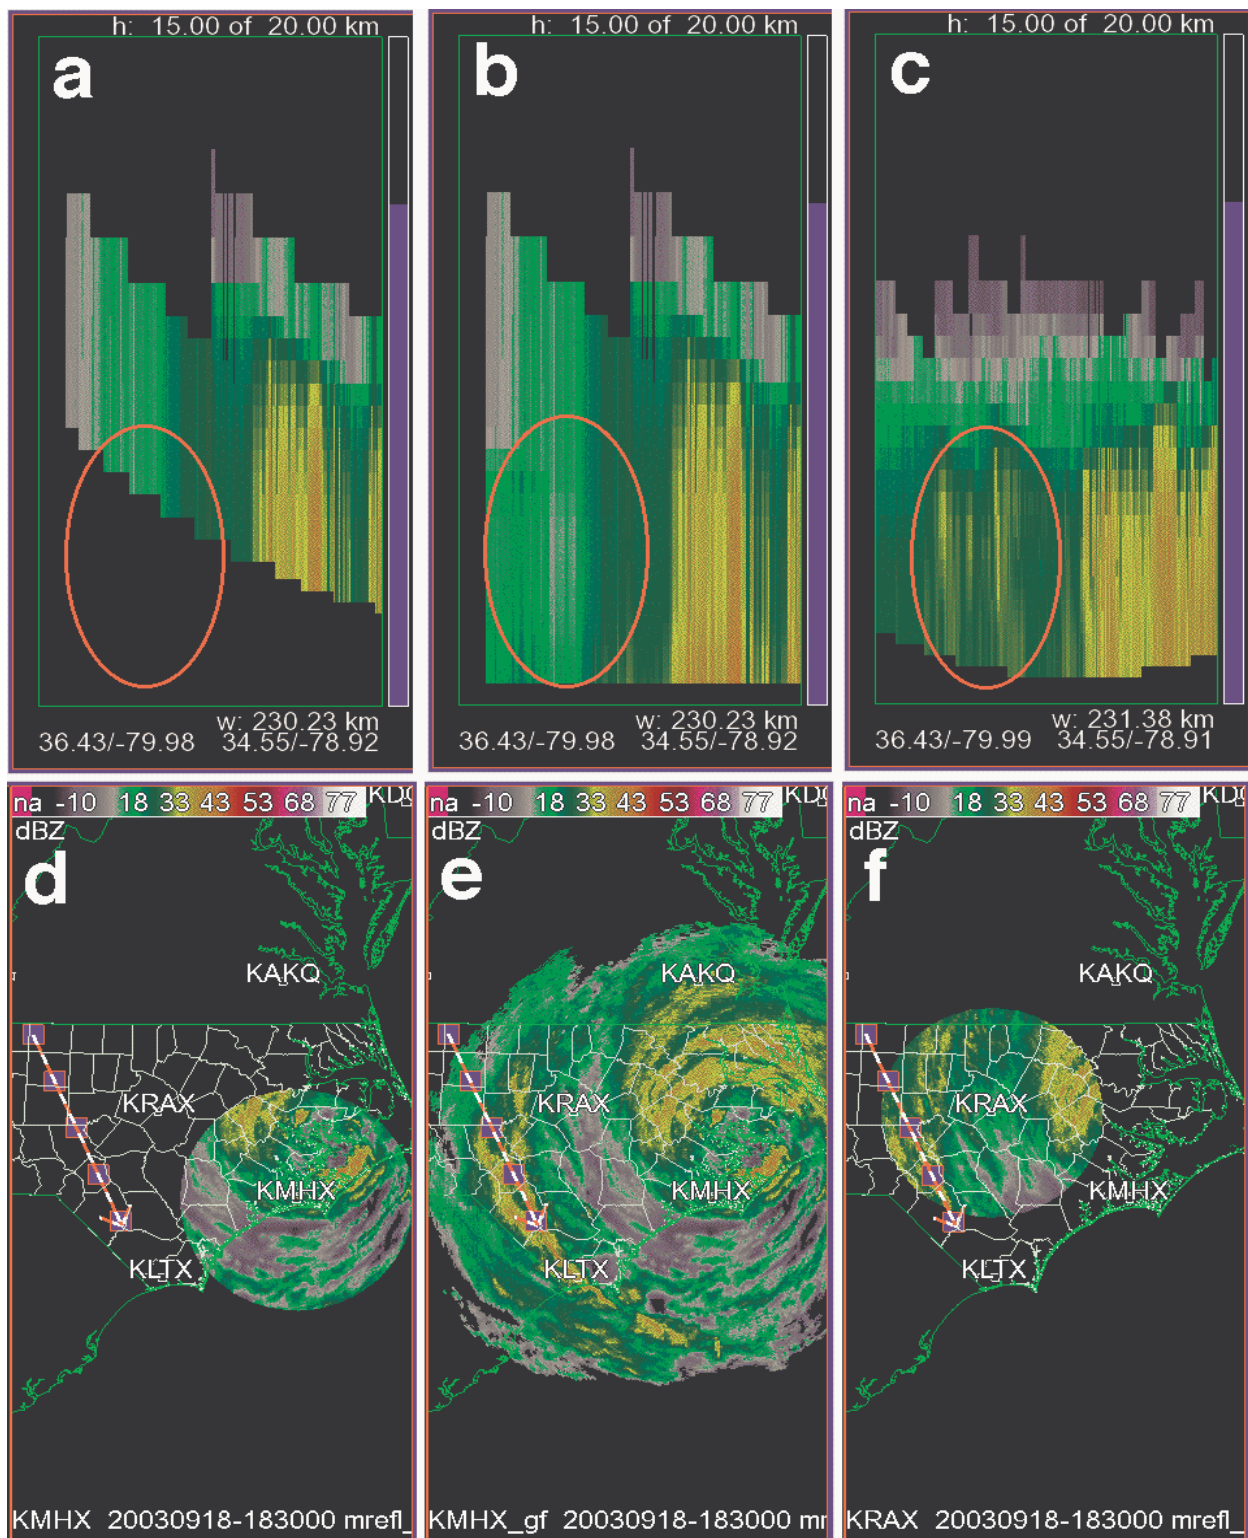 h: 15.00 of 20.00 km
a
w: 230.23 km
36.43/-79.98 34.55/-78.92
h: 15.00 of 20.00 km
b
w: 230.23 km
36.43/-79.98 34.55/-78.92
h: 15.00 of 20.00 km
c
w: 231.38 km
36.43/-79.99 34.55/-78.91
na -10 18 33 43 53 68 77
dBZ
d
KAKQ
KRAX
KMHX
KLTX
KMHX 20030918-183000 mrefl_
na -10 18 33 43 53 68 77
dBZ
e
KAKQ
KRAX
KMHX
KLTX
KMHX_gf 20030918-183000 mr
na -10 18 33 43 53 68 77
dBZ
f
KAKQ
KRAX
KMHX
KLTX
KRAX 20030918-183000 mrefl_